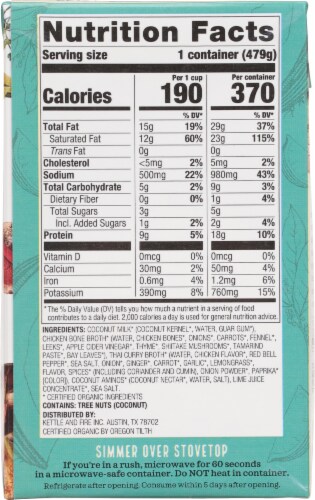 Nutrition Facts
Serving size 1 container (479g)
Per 1 cup Per container
Calories 190 370
% DV* % DV*
Total Fat 15g 19% 29g 37%
Saturated Fat 12g 60% 23g 115%
Trans Fat 0g 0g
Cholesterol <5mg 2% 5mg 2%
Sodium 500mg 22% 980mg 43%
Total Carbohydrate 5g 2% 9g 3%
Dietary Fiber 0g 0% 1g 4%
Total Sugars 3g 5g
Incl. Added Sugars 1g 2% 2g 4%
Protein 9g 5% 18g 10%
Vitamin D 0mcg 0% 0mcg 0%
Calcium 30mg 2% 50mg 4%
Iron 0.6mg 4% 1.2mg 6%
Potassium 390mg 8% 760mg 15%
*The % Daily Value (DV) tells you how much a nutrient in a serving of food
contributes to a daily diet. 2,000 calories a day is used for general nutrition advice.
INGREDIENTS: COCONUT MILK* (COCONUT KERNEL*, WATER, GUAR GUM*),
CHICKEN BONE BROTH* (WATER, CHICKEN BONES*, ONIONS*, CARROTS*, FENNEL*,
LEEKS*, APPLE CIDER VINEGAR*, THYME*, SHIITAKE MUSHROOMS*, TAMARIND
PASTE*, BAY LEAVES*), THAI CURRY BROTH* (WATER, CHICKEN FLAVOR*, RED BELL
PEPPER*, SEA SALT, ONION*, GINGER*, CARROT*, GARLIC*, LEMONGRASS*,
FLAVOR, SPICES* (INCLUDING CORIANDER AND CUMIN), ONION POWDER*, PAPRIKA*
(COLOR)), COCONUT AMINOS* (COCONUT NECTAR*, WATER, SALT), LIME JUICE
CONCENTRATE*, SEA SALT.
* CERTIFIED ORGANIC INGREDIENTS
CONTAINS: TREE NUTS (COCONUT)
DISTRIBUTED BY:
KETTLE AND FIRE INC. AUSTIN, TX 78702
CERTIFIED ORGANIC BY OREGON TILTH
SIMMER OVER STOVETOP
If you're in a rush, microwave for 60 seconds
in a microwave-safe container. Do NOT heat in container.
Refrigerate after opening. Consume within 5 days after opening.